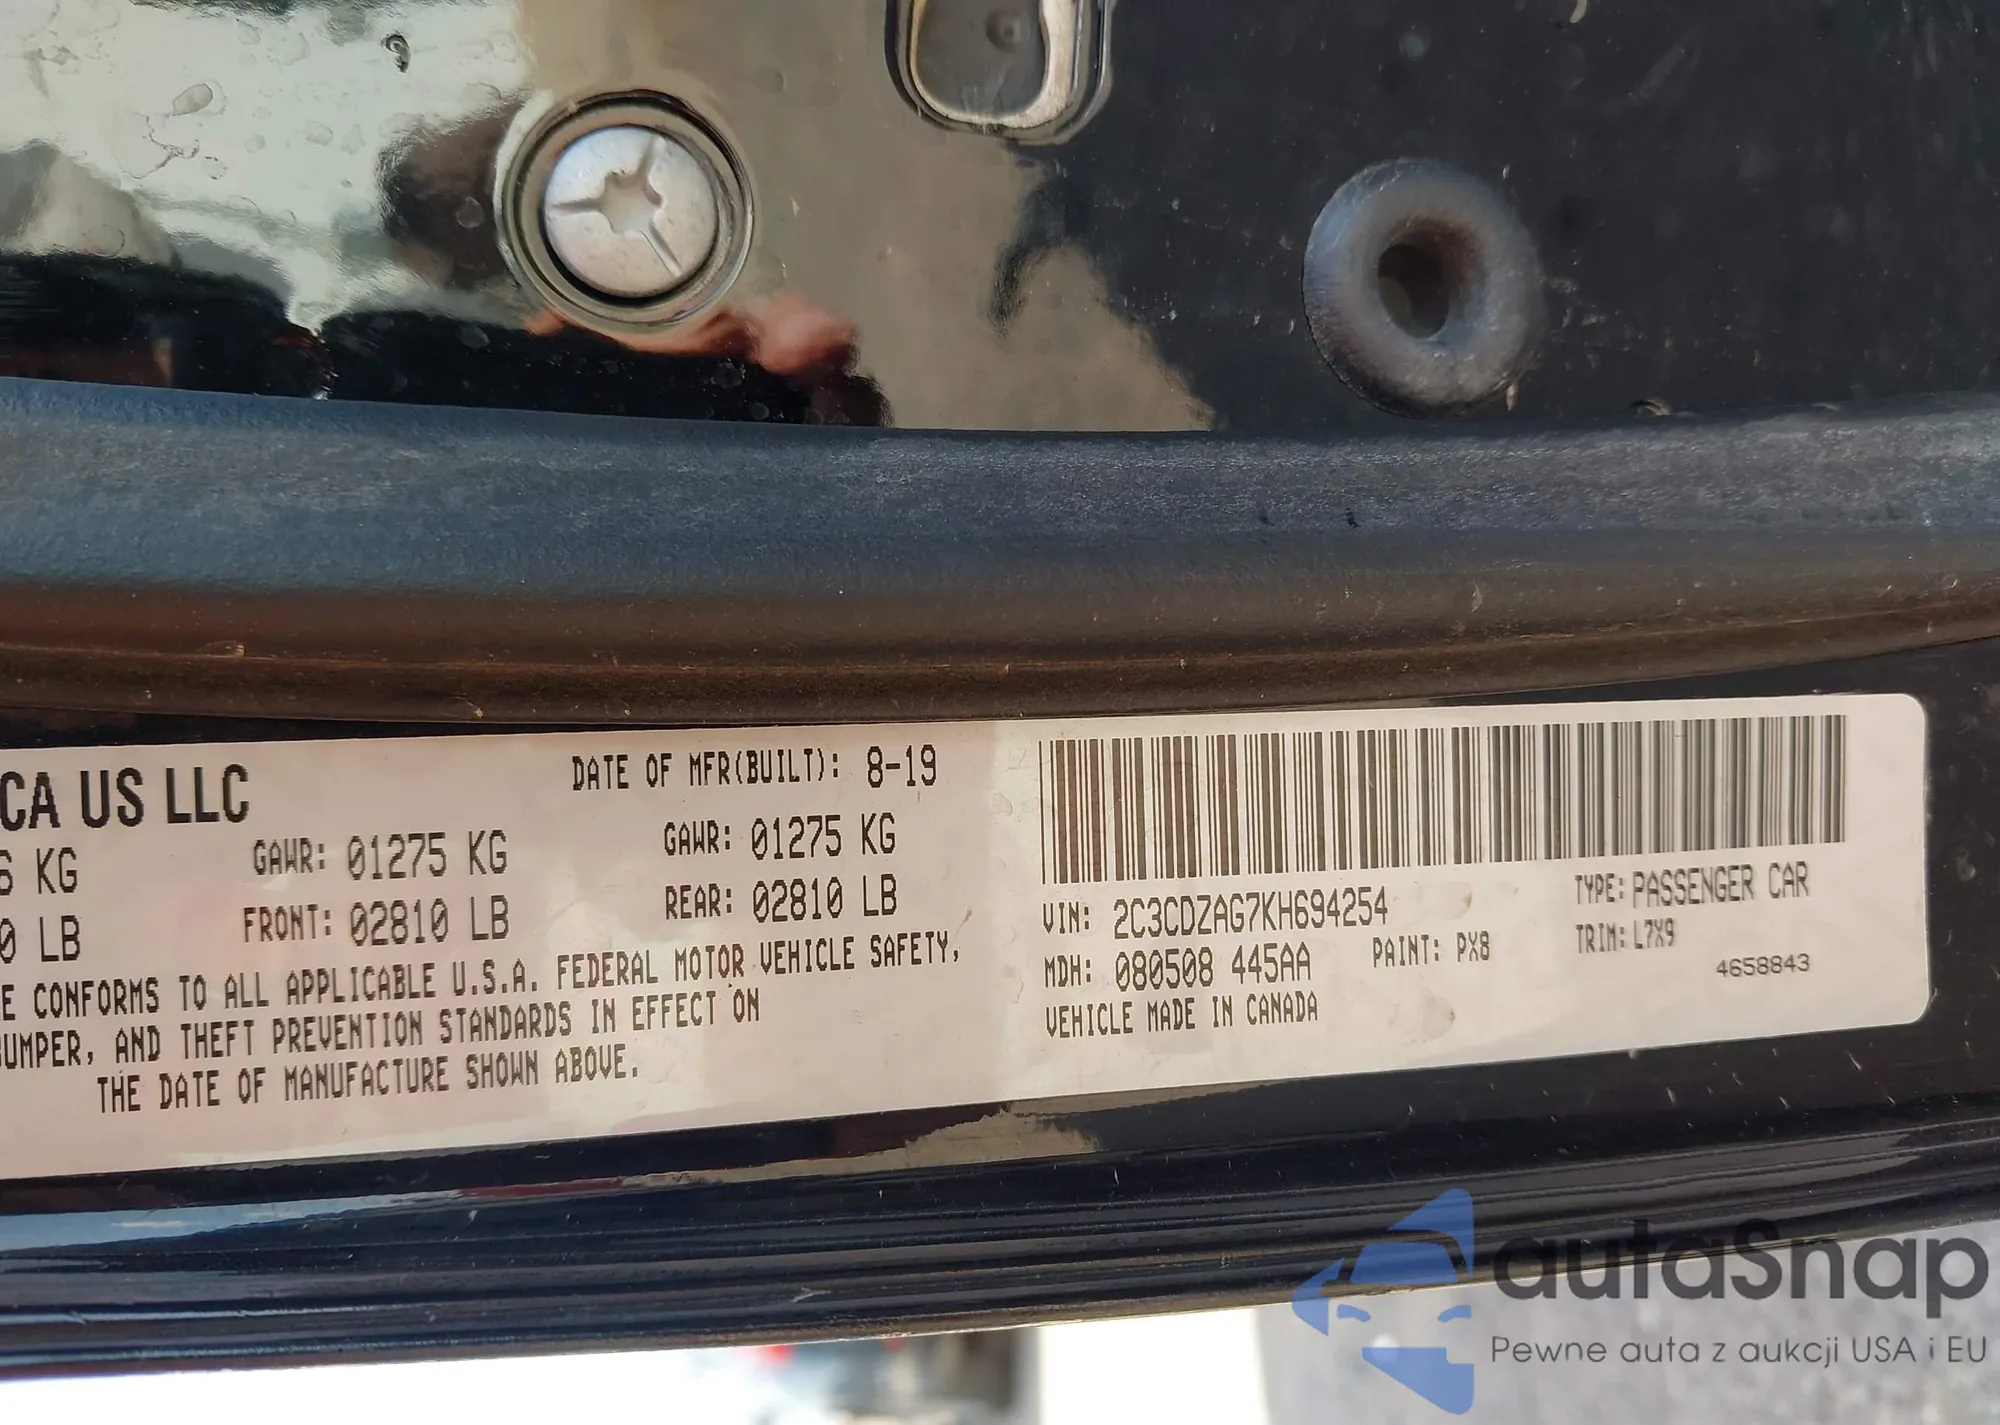 CA US LLC
DATE OF MFR(BUILT): 8-19
6 KG GAWR: 01275 KG GAWR: 01275 KG
0 LB FRONT: 02810 LB REAR: 02810 LB
E CONFORMS TO ALL APPLICABLE U.S.A. FEDERAL MOTOR VEHICLE SAFETY,
BUMPER, AND THEFT PREVENTION STANDARDS IN EFFECT ON
THE DATE OF MANUFACTURE SHOWN ABOVE.
VIN: 2C3CDZAG7KH694254 TYPE: PASSENGER CAR
MDH: 080508 445AA PAINT: PX8 TRIM: L7X9
VEHICLE MADE IN CANADA 4658843
autaSnap
Pewne auta z aukcji USA i EU